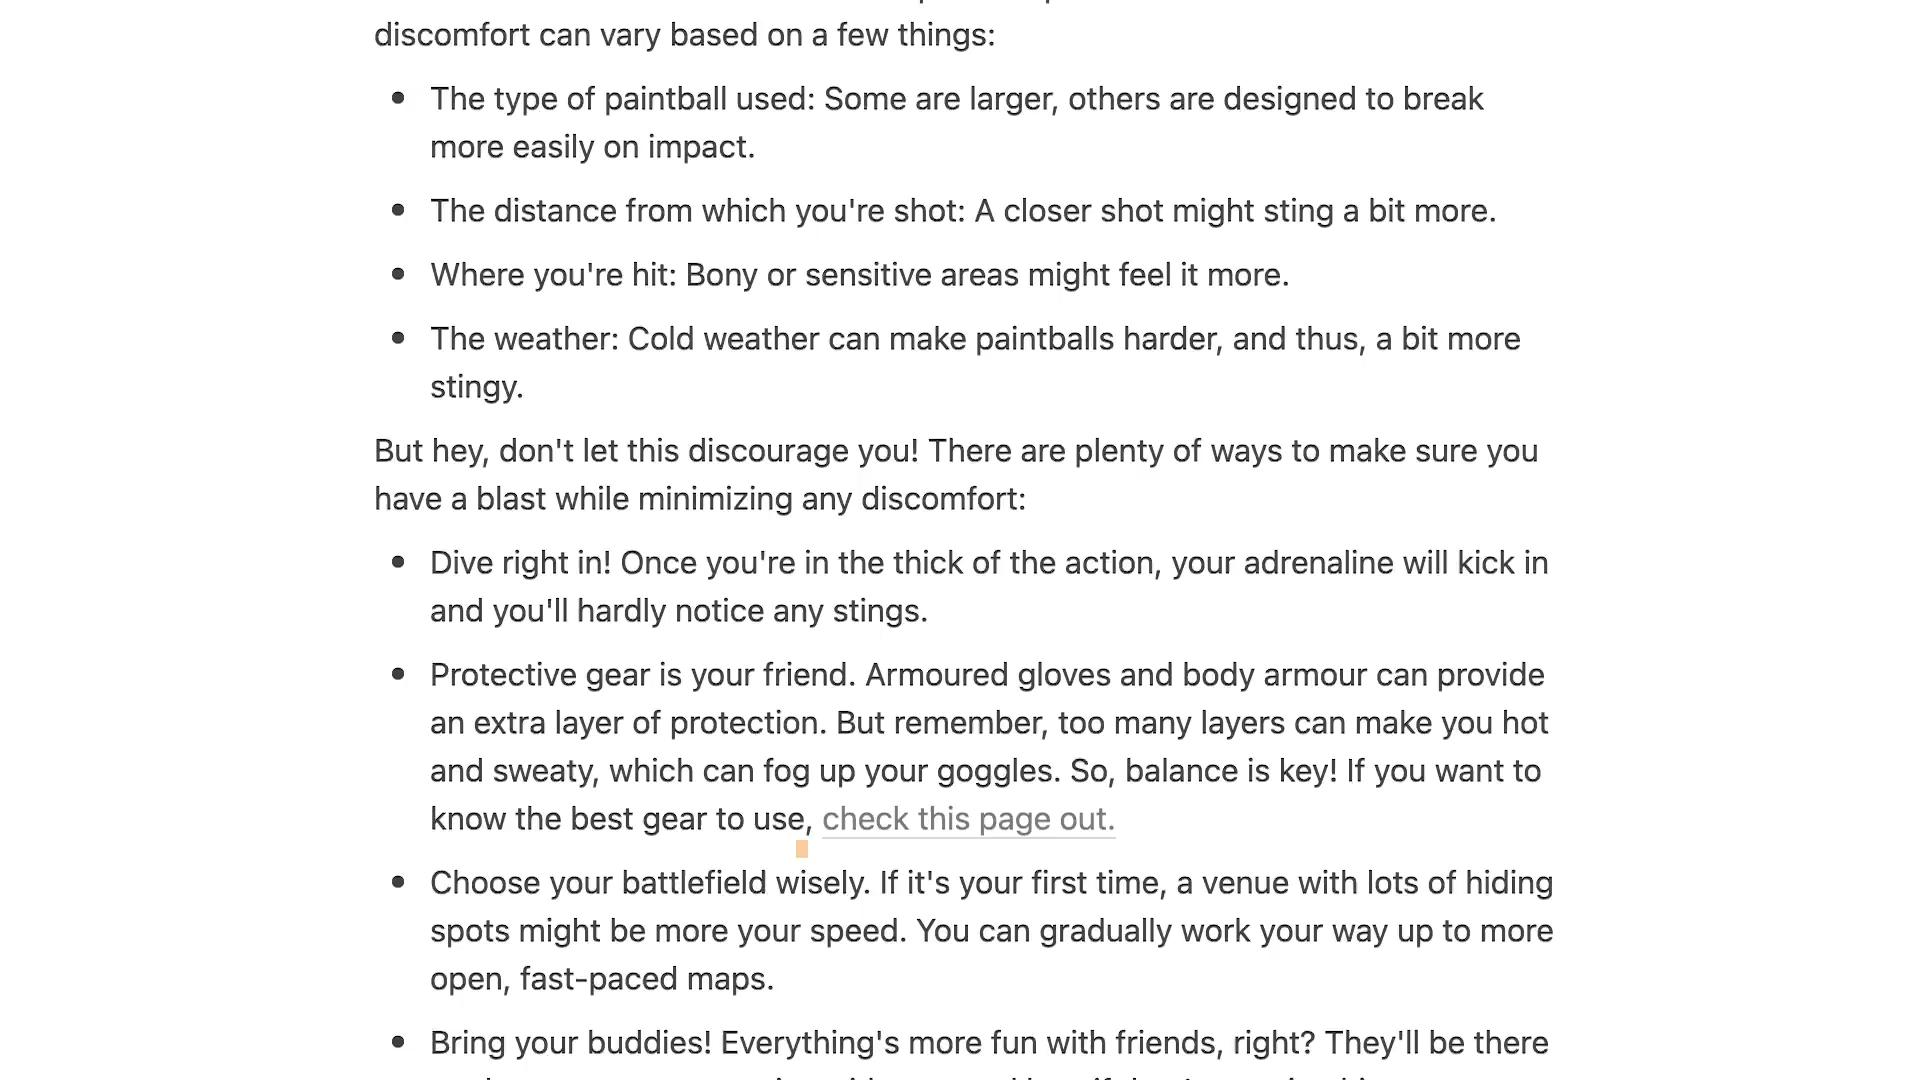 discomfort can vary based on a few things:
• The type of paintball used: Some are larger, others are designed to break
more easily on impact.
• The distance from which you're shot: A closer shot might sting a bit more.
• Where you're hit: Bony or sensitive areas might feel it more.
• The weather: Cold weather can make paintballs harder, and thus, a bit more
stingy.
But hey, don't let this discourage you! There are plenty of ways to make sure you
have a blast while minimizing any discomfort:
• Dive right in! Once you're in the thick of the action, your adrenaline will kick in
and you'll hardly notice any stings.
• Protective gear is your friend. Armoured gloves and body armour can provide
an extra layer of protection. But remember, too many layers can make you hot
and sweaty, which can fog up your goggles. So, balance is key! If you want to
know the best gear to use, check this page out.
• Choose your battlefield wisely. If it's your first time, a venue with lots of hiding
spots might be more your speed. You can gradually work your way up to more
open, fast-paced maps.
• Bring your buddies! Everything's more fun with friends, right? They'll be there